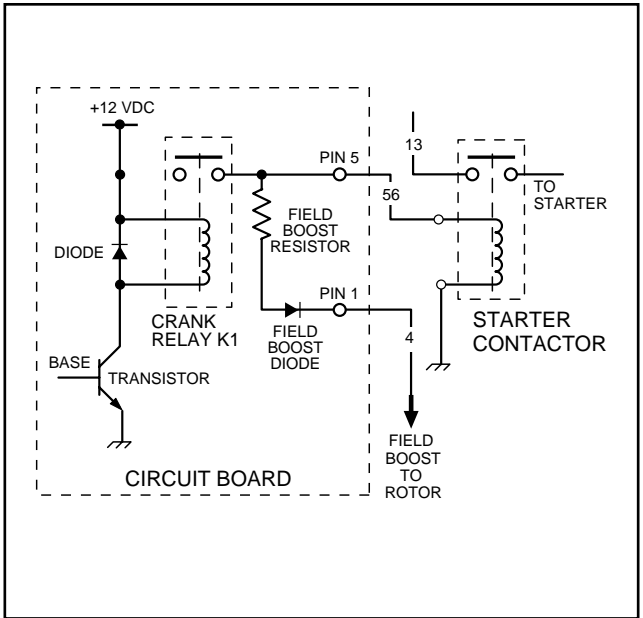 +12 VDC
13
PIN 5
56
TO
STARTER
FIELD
BOOST
RESISTOR
DIODE
PIN 1
CRANK
RELAY K1
FIELD
BOOST
DIODE
4
STARTER
CONTACTOR
BASE
TRANSISTOR
FIELD
BOOST
TO
ROTOR
CIRCUIT BOARD